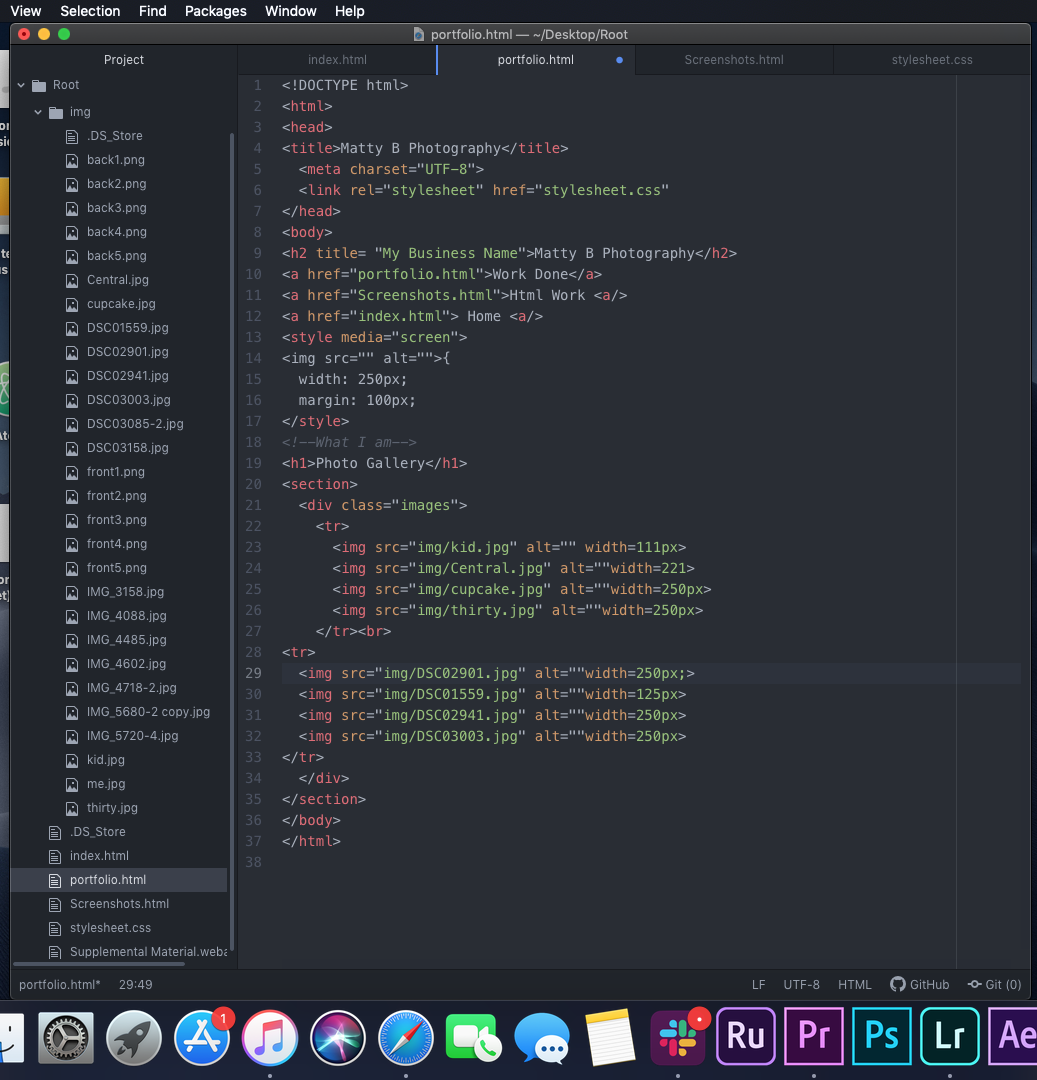 View Selection Find Packages Window Help
portfolio.html — ~/Desktop/Root
Project
index.html
portfolio.html
Screenshots.html
stylesheet.css
Root
img
.DS_Store
back1.png
back2.png
back3.png
back4.png
back5.png
Central.jpg
cupcake.jpg
DSC01559.jpg
DSC02901.jpg
DSC02941.jpg
DSC03003.jpg
DSC03085-2.jpg
DSC03158.jpg
front1.png
front2.png
front3.png
front4.png
front5.png
IMG_3158.jpg
IMG_4088.jpg
IMG_4485.jpg
IMG_4602.jpg
IMG_4718-2.jpg
IMG_5680-2 copy.jpg
IMG_5720-4.jpg
kid.jpg
me.jpg
thirty.jpg
.DS_Store
index.html
portfolio.html
Screenshots.html
stylesheet.css
Supplemental Material.weba
1 <!DOCTYPE html>
2 <html>
3 <head>
4 <title>Matty B Photography</title>
5   <meta charset="UTF-8">
6   <link rel="stylesheet" href="stylesheet.css"
7 </head>
8 <body>
9 <h2 title= "My Business Name">Matty B Photography</h2>
10 <a href="portfolio.html">Work Done</a>
11 <a href="Screenshots.html">Html Work <a/>
12 <a href="index.html"> Home <a/>
13 <style media="screen">
14 <img src="" alt="">{
15   width: 250px;
16   margin: 100px;
17 </style>
18 <!--What I am-->
19 <h1>Photo Gallery</h1>
20 <section>
21   <div class="images">
22     <tr>
23       <img src="img/kid.jpg" alt="" width=111px>
24       <img src="img/Central.jpg" alt=""width=221>
25       <img src="img/cupcake.jpg" alt=""width=250px>
26       <img src="img/thirty.jpg" alt=""width=250px>
27     </tr><br>
28 <tr>
29   <img src="img/DSC02901.jpg" alt=""width=250px;>
30   <img src="img/DSC01559.jpg" alt=""width=125px>
31   <img src="img/DSC02941.jpg" alt=""width=250px>
32   <img src="img/DSC03003.jpg" alt=""width=250px>
33 </tr>
34   </div>
35 </section>
36 </body>
37 </html>
38
portfolio.html* 29:49
LF UTF-8 HTML GitHub Git (0)
1
Ru Pr Ps Lr Ae